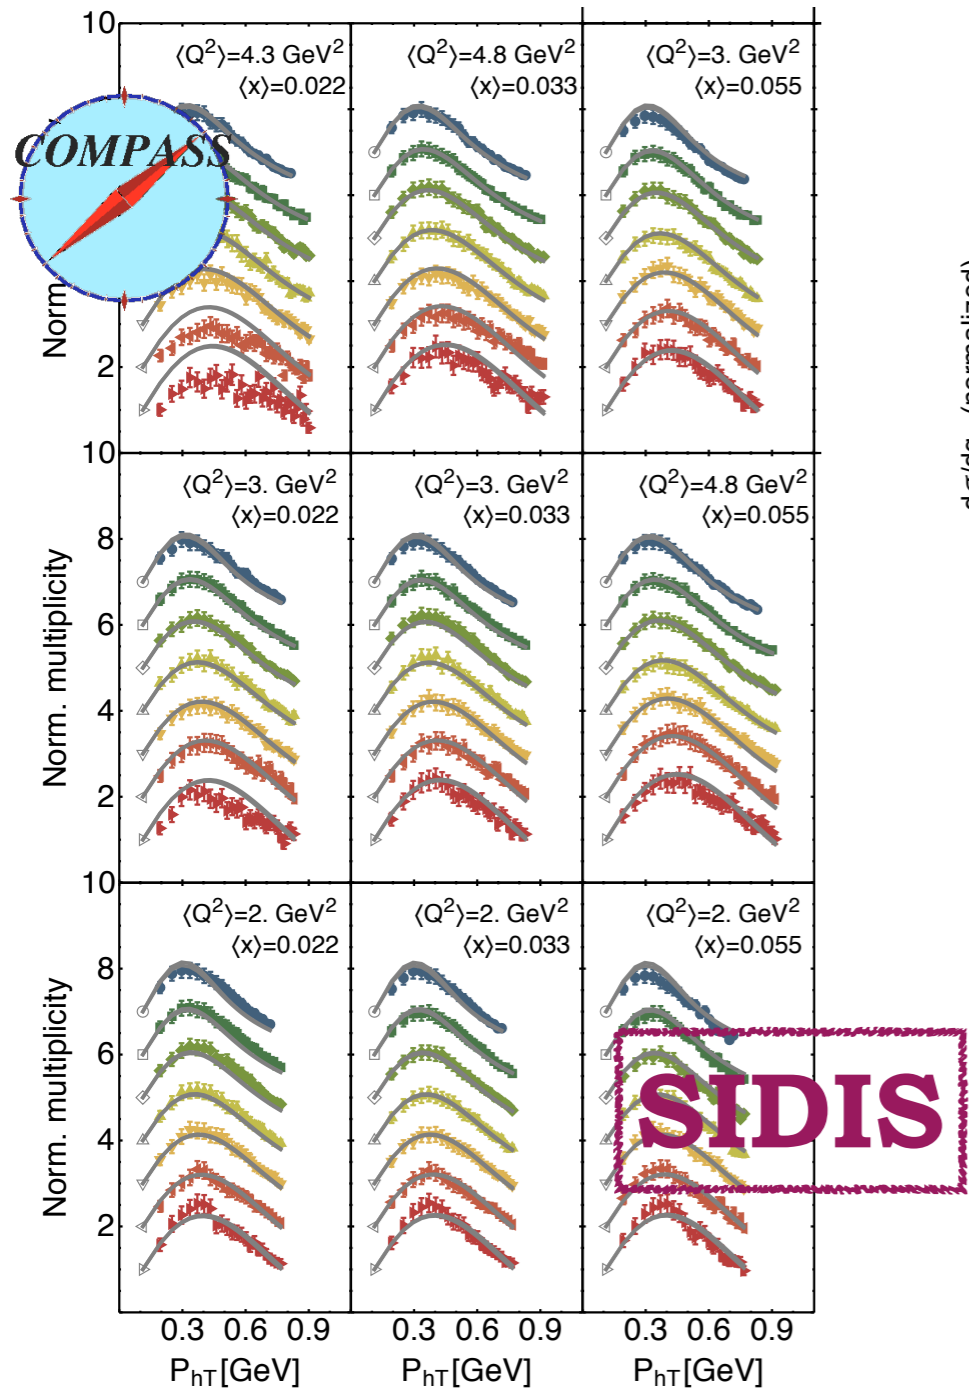 10
⟨Q²⟩=4.3 GeV²
⟨x⟩=0.022
⟨Q²⟩=4.8 GeV²
⟨x⟩=0.033
⟨Q²⟩=3. GeV²
⟨x⟩=0.055
COMPASS
Norm.
2
10
⟨Q²⟩=3. GeV²
⟨x⟩=0.022
⟨Q²⟩=3. GeV²
⟨x⟩=0.033
⟨Q²⟩=4.8 GeV²
⟨x⟩=0.055
8
6
4
2
Norm. multiplicity
10
⟨Q²⟩=2. GeV²
⟨x⟩=0.022
⟨Q²⟩=2. GeV²
⟨x⟩=0.033
⟨Q²⟩=2. GeV²
⟨x⟩=0.055
8
6
4
2
Norm. multiplicity
SIDIS
0.3 0.6 0.9
0.3 0.6 0.9
0.3 0.6 0.9
P_hT[GeV]
P_hT[GeV]
P_hT[GeV]